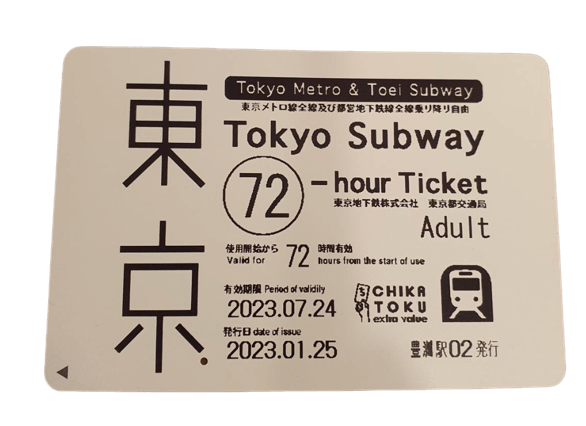 東京
Tokyo Metro & Toei Subway
東京メトロ線全線及び都営地下鉄線全線乗り降り自由
Tokyo Subway
72-hour Ticket
東京地下鉄株式会社 東京都交通局
Adult
使用開始から 72 時間有効
Valid for hours from the start of use
有効期限 Period of validity
2023.07.24
CHIKA
TOKU
extra value
発行日 date of issue
2023.01.25
豊洲駅02発行